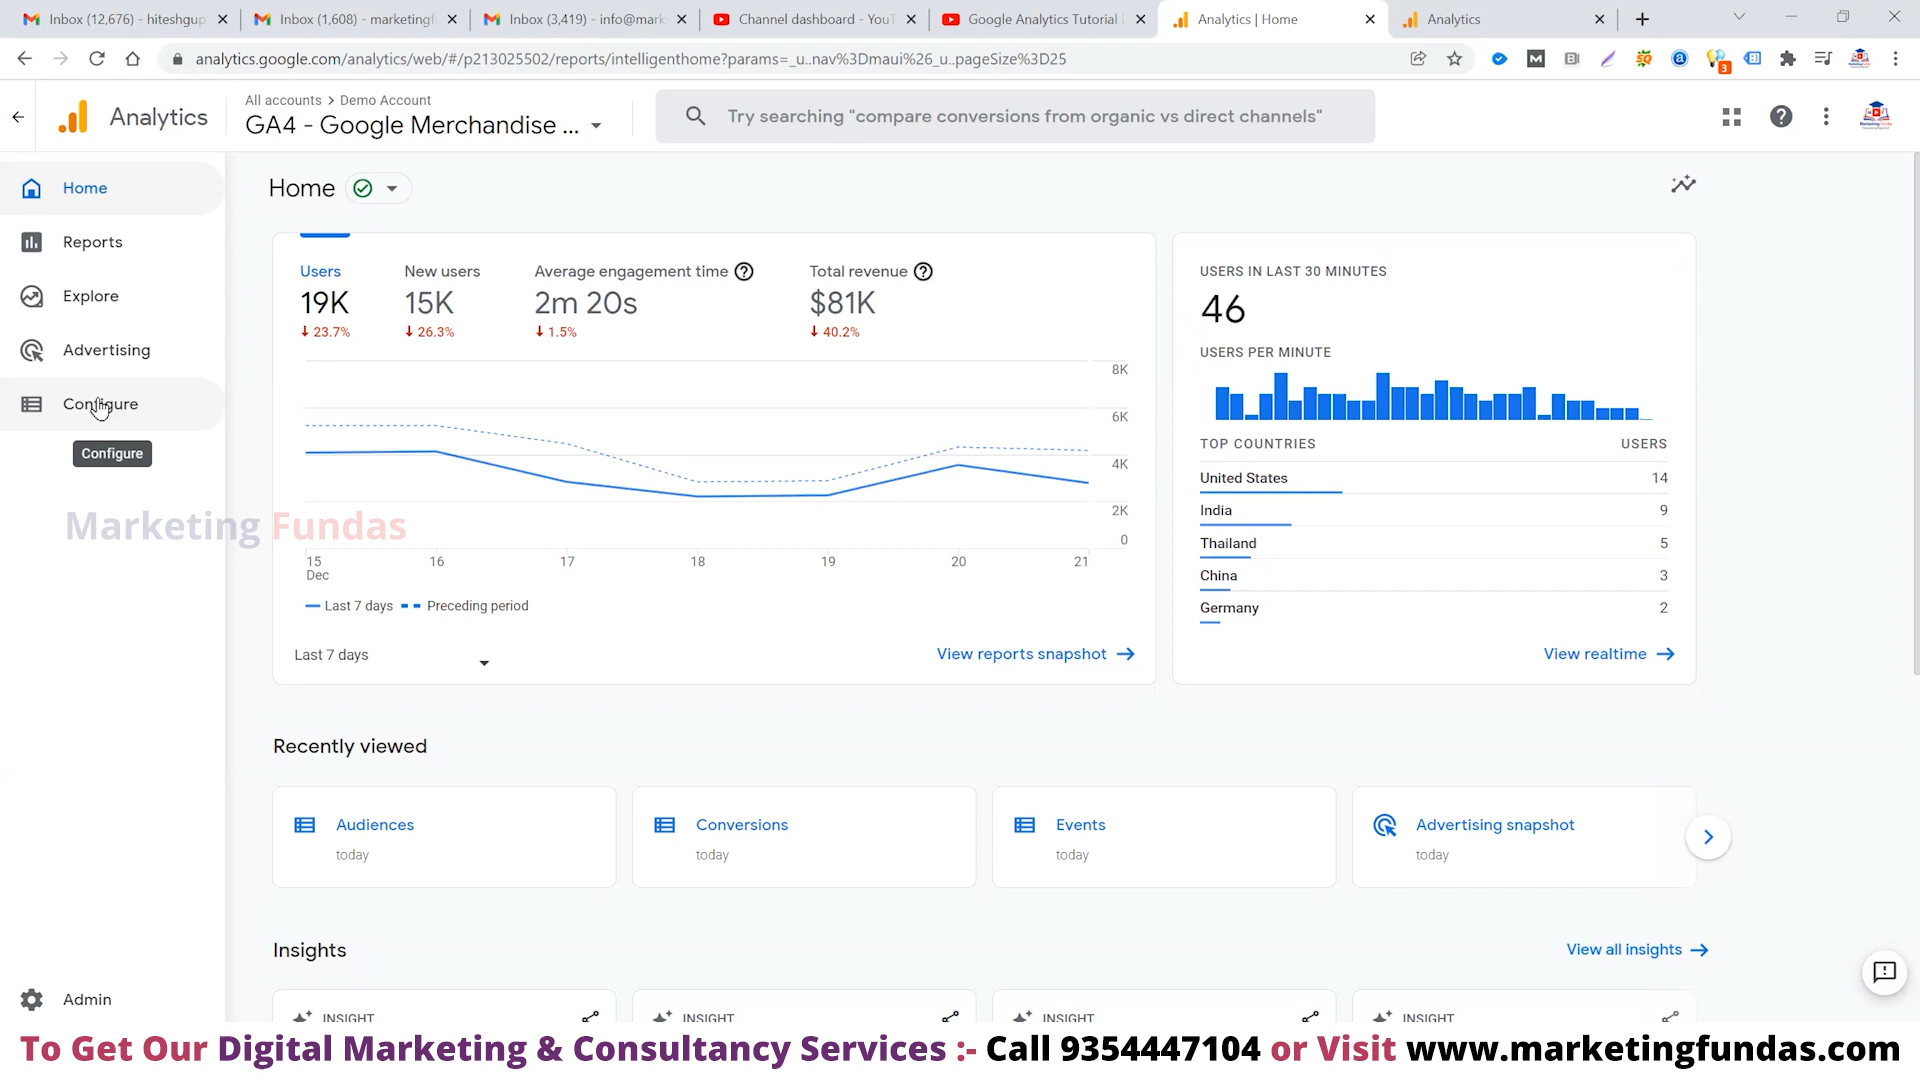 Inbox (12,676) - hiteshgup
Inbox (1,608) - marketingf
Inbox (3,419) - info@mark
Channel dashboard - YouT
Google Analytics Tutorial
Analytics | Home
Analytics
analytics.google.com/analytics/web/#/p213025502/reports/intelligenthome?params=_u..nav%3Dmaui%26_u..pageSize%3D25
3
Analytics
All accounts > Demo Account
GA4 - Google Merchandise ...
Try searching "compare conversions from organic vs direct channels"
Home
Reports
Explore
Advertising
Configure
Configure
Admin
Home
Users
19K
23.7%
New users
15K
26.3%
Average engagement time
2m 20s
1.5%
Total revenue
$81K
40.2%
8K
6K
4K
2K
0
15
Dec
16
17
18
19
20
21
Last 7 days
Preceding period
Last 7 days
View reports snapshot
USERS IN LAST 30 MINUTES
46
USERS PER MINUTE
TOP COUNTRIES USERS
United States 14
India 9
Thailand 5
China 3
Germany 2
View realtime
Marketing Fundas
Recently viewed
Audiences
today
Conversions
today
Events
today
Advertising snapshot
today
Insights
View all insights
INSIGHT
INSIGHT
INSIGHT
INSIGHT
To Get Our Digital Marketing & Consultancy Services :- Call 9354447104 or Visit www.marketingfundas.com